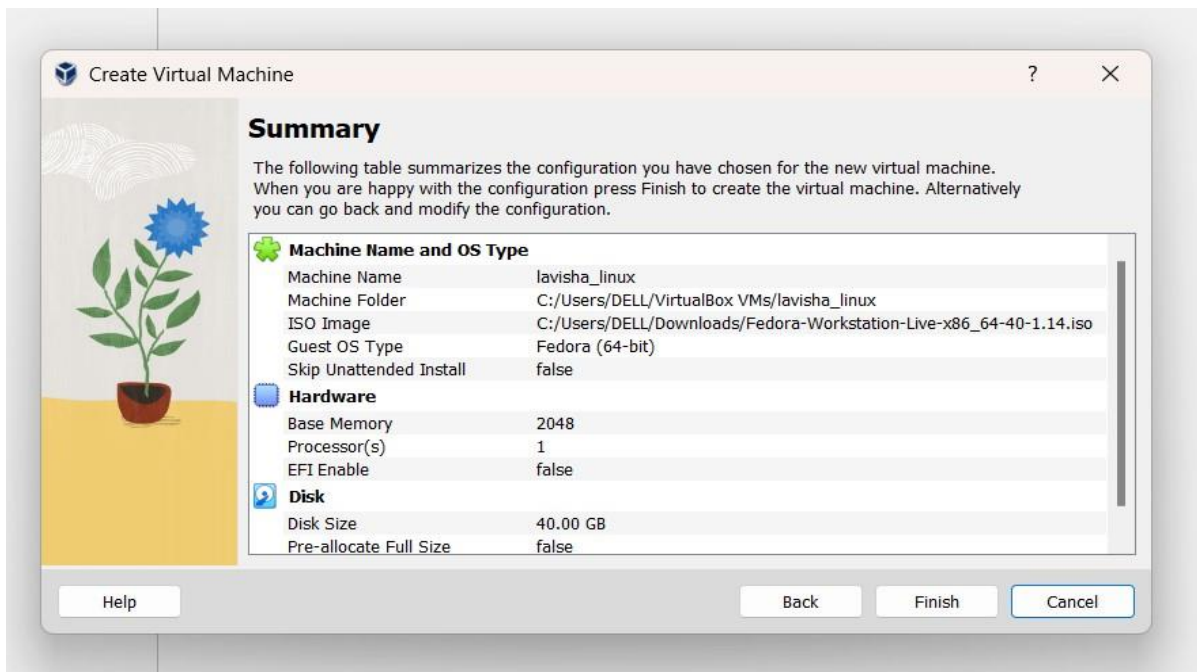 Create Virtual Machine
?
Summary
The following table summarizes the configuration you have chosen for the new virtual machine.
When you are happy with the configuration press Finish to create the virtual machine. Alternatively
you can go back and modify the configuration.
Machine Name and OS Type
Machine Name lavisha_linux
Machine Folder C:/Users/DELL/VirtualBox VMs/lavisha_linux
ISO Image C:/Users/DELL/Downloads/Fedora-Workstation-Live-x86_64-40-1.14.iso
Guest OS Type Fedora (64-bit)
Skip Unattended Install false
Hardware
Base Memory 2048
Processor(s) 1
EFI Enable false
Disk
Disk Size 40.00 GB
Pre-allocate Full Size false
Help Back Finish Cancel